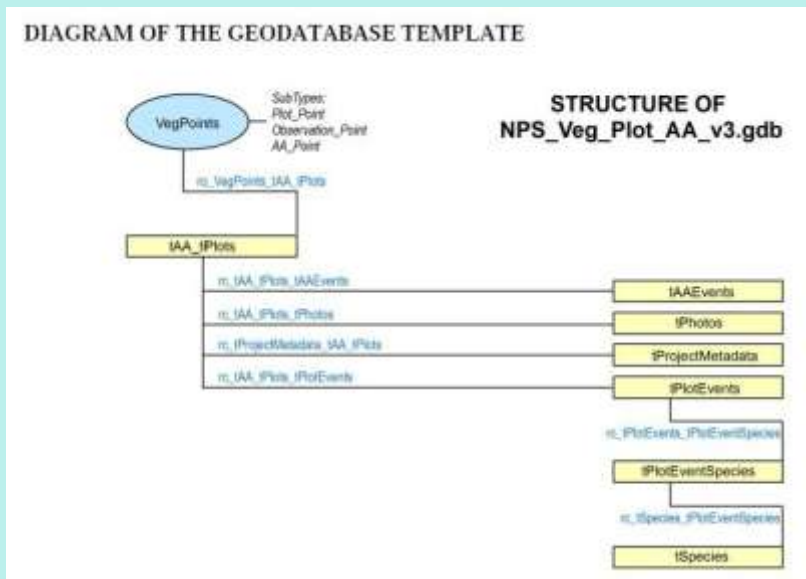 DIAGRAM OF THE GEODATABASE TEMPLATE
STRUCTURE OF
NPS_Veg_Plot_AA_v3.gdb
VegPoints
SubTypes:
Plot_Point
Observation_Point
AA_Point
rc_VegPoints_tAA_tPlots
tAA_tPlots
rc_tAA_tPlots_tAAEvents
tAAEvents
rc_tAA_tPlots_tPhotos
tPhotos
rc_tProjectMetadata_tAA_tPlots
tProjectMetadata
rc_tAA_tPlots_tPlotEvents
tPlotEvents
rc_tPlotEvents_tPlotEventSpecies
tPlotEventSpecies
rc_tSpecies_tPlotEventSpecies
tSpecies